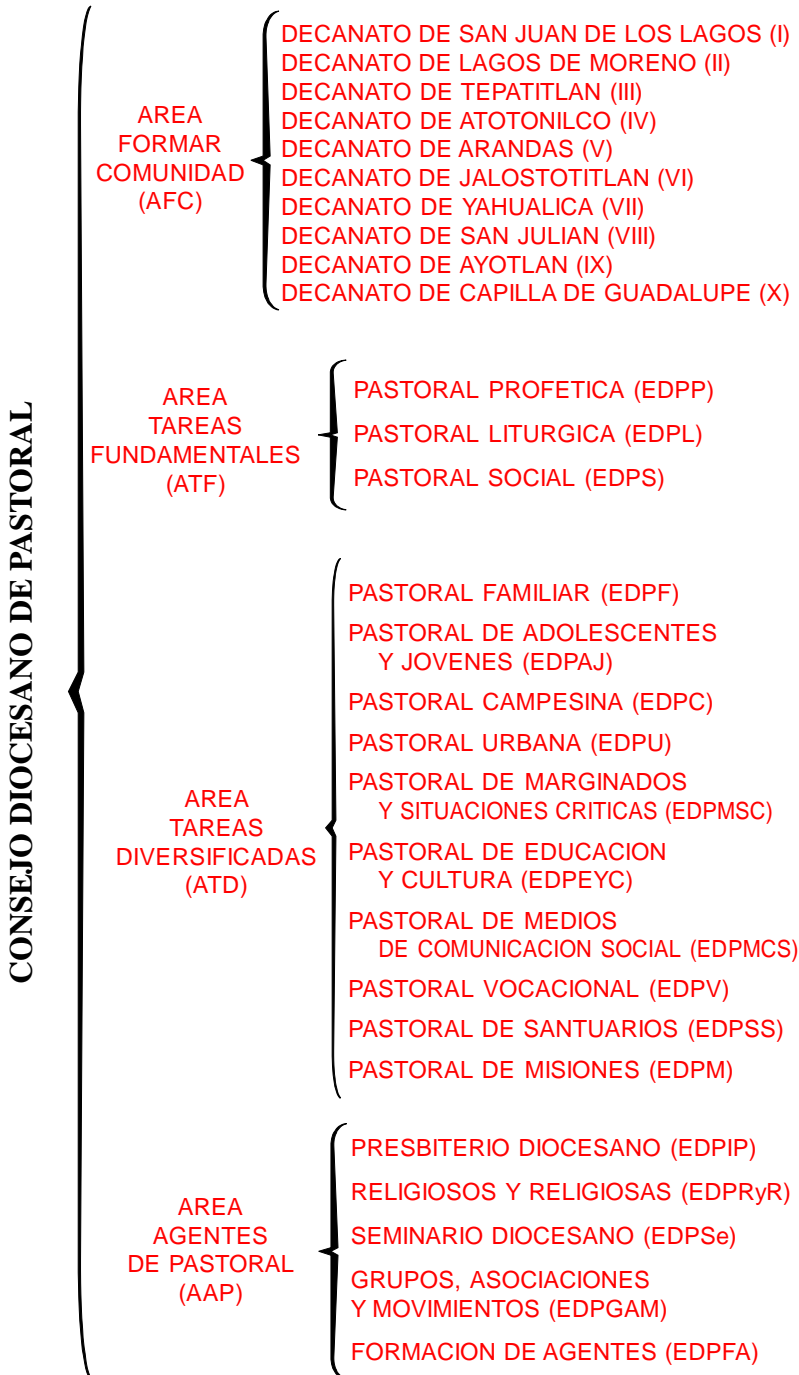 CONSEJO DIOCESANO DE PASTORAL
AREA
FORMAR
COMUNIDAD
(AFC)
DECANATO DE SAN JUAN DE LOS LAGOS (I)
DECANATO DE LAGOS DE MORENO (II)
DECANATO DE TEPATITLAN (III)
DECANATO DE ATOTONILCO (IV)
DECANATO DE ARANDAS (V)
DECANATO DE JALOSTOTITLAN (VI)
DECANATO DE YAHUALICA (VII)
DECANATO DE SAN JULIAN (VIII)
DECANATO DE AYOTLAN (IX)
DECANATO DE CAPILLA DE GUADALUPE (X)
AREA
TAREAS
FUNDAMENTALES
(ATF)
PASTORAL PROFETICA (EDPP)
PASTORAL LITURGICA (EDPL)
PASTORAL SOCIAL (EDPS)
AREA
TAREAS
DIVERSIFICADAS
(ATD)
PASTORAL FAMILIAR (EDPF)
PASTORAL DE ADOLESCENTES
Y JOVENES (EDPAJ)
PASTORAL CAMPESINA (EDPC)
PASTORAL URBANA (EDPU)
PASTORAL DE MARGINADOS
Y SITUACIONES CRITICAS (EDPMSC)
PASTORAL DE EDUCACION
Y CULTURA (EDPEYC)
PASTORAL DE MEDIOS
DE COMUNICACION SOCIAL (EDPMCS)
PASTORAL VOCACIONAL (EDPV)
PASTORAL DE SANTUARIOS (EDPSS)
PASTORAL DE MISIONES (EDPM)
AREA
AGENTES
DE PASTORAL
(AAP)
PRESBITERIO DIOCESANO (EDPIP)
RELIGIOSOS Y RELIGIOSAS (EDPRyR)
SEMINARIO DIOCESANO (EDPSe)
GRUPOS, ASOCIACIONES
Y MOVIMIENTOS (EDPGAM)
FORMACION DE AGENTES (EDPFA)